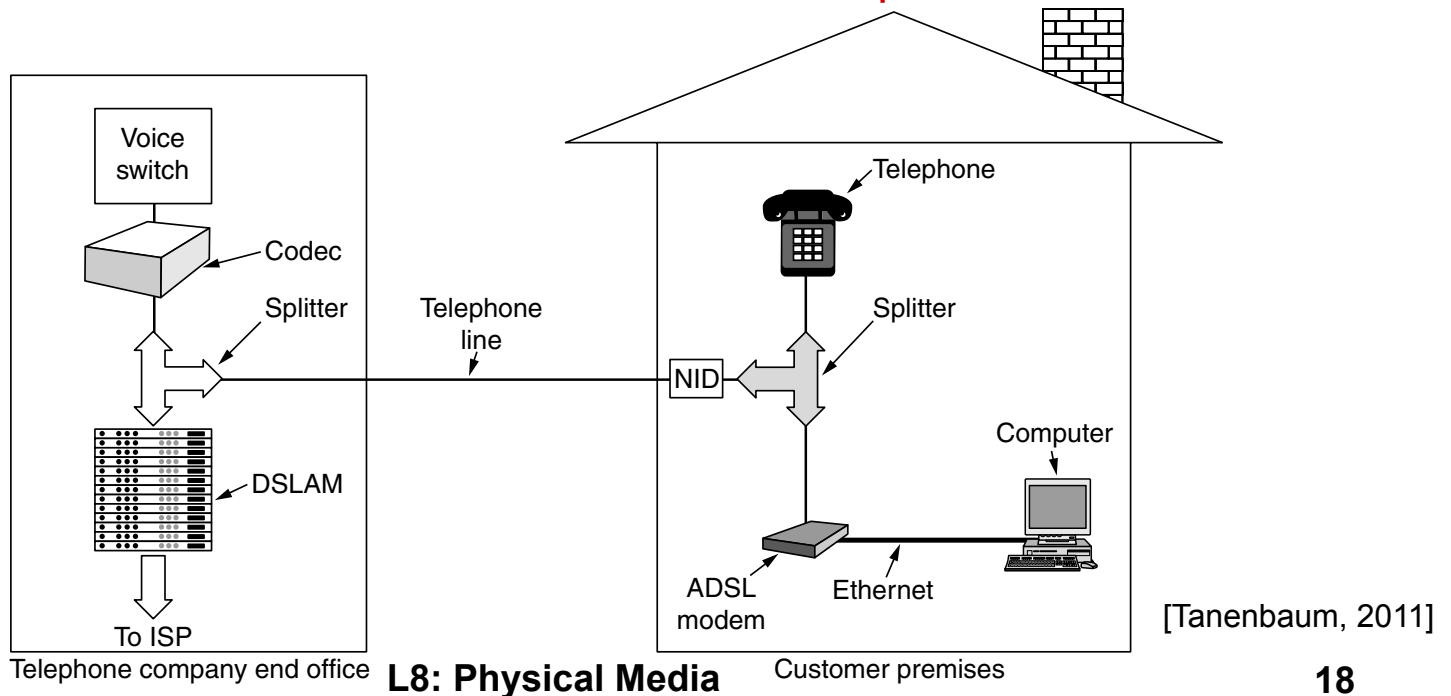 Voice
switch
Codec
Splitter
DSLAM
To ISP
Telephone company end office
Telephone
line
Telephone
NID
Splitter
Computer
ADSL
modem
Ethernet
Customer premises
[Tanenbaum, 2011]
L8: Physical Media
18